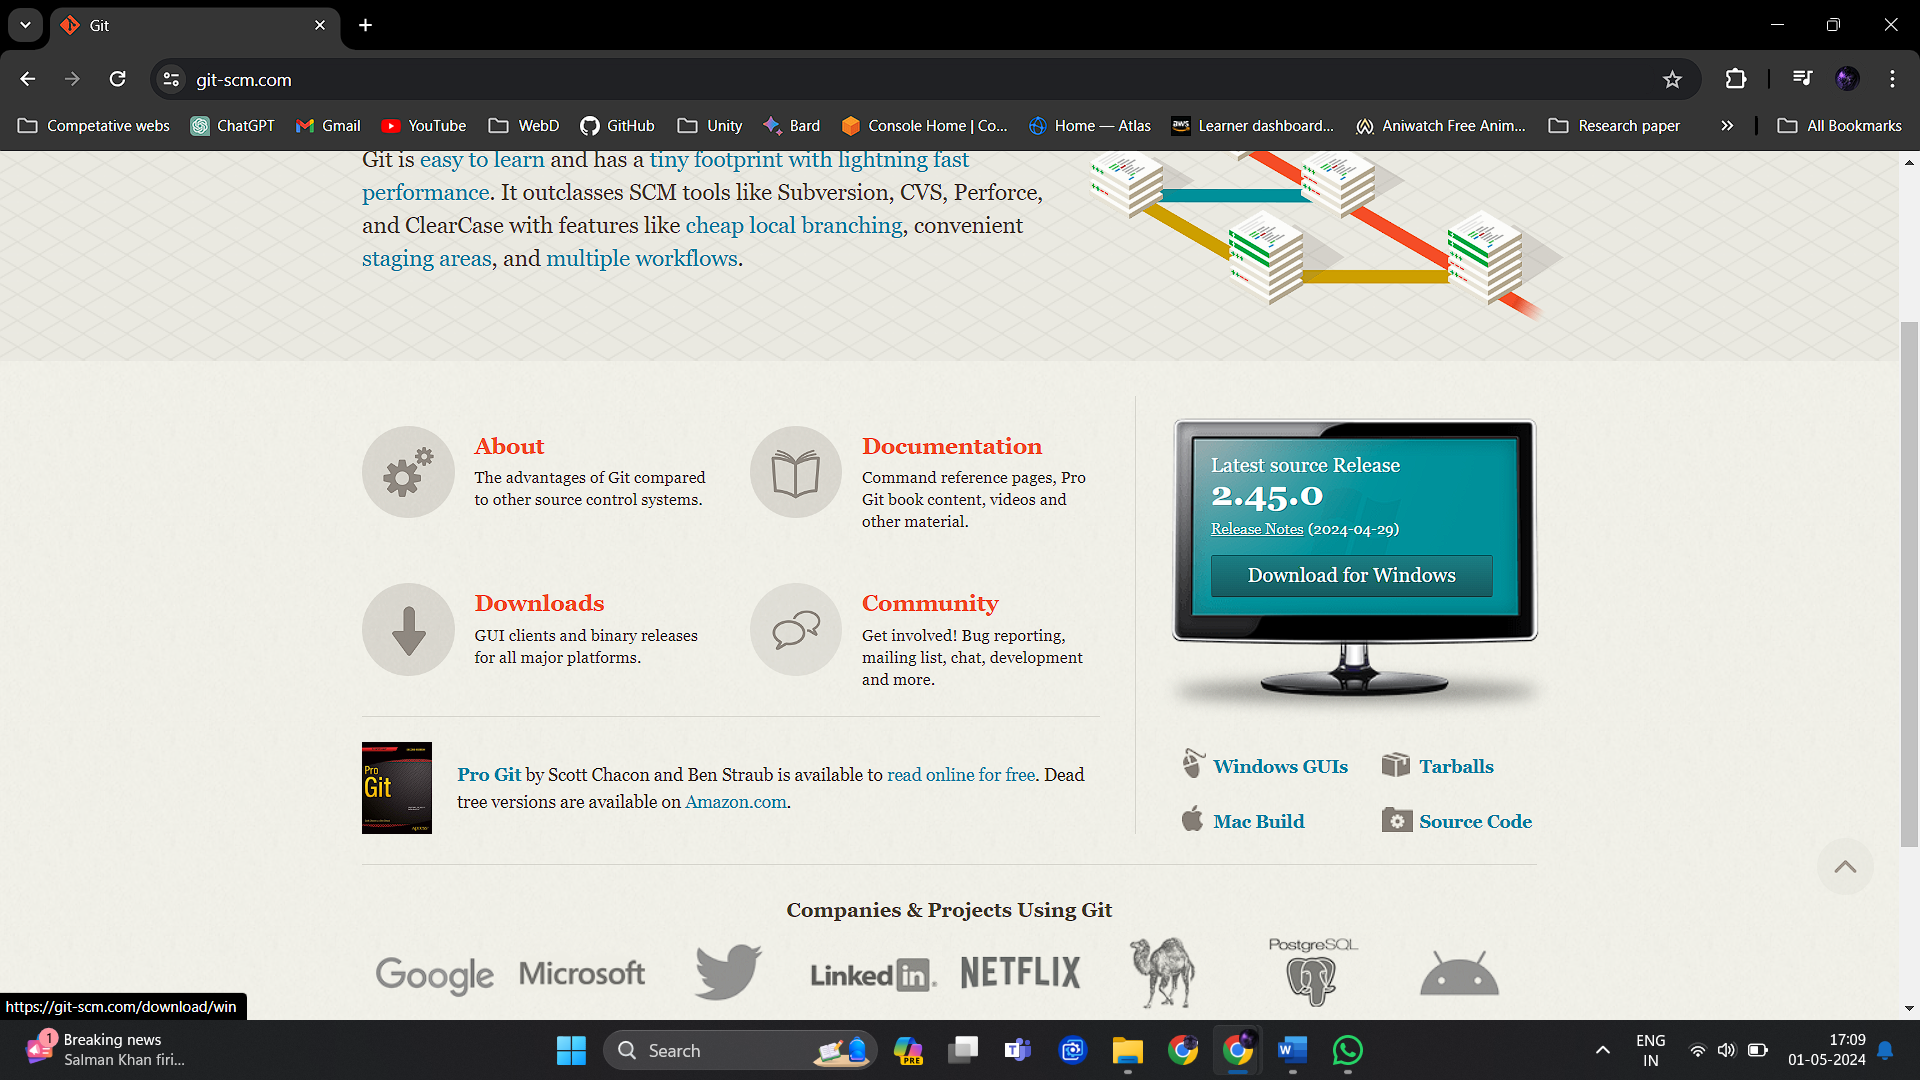 Git
git-scm.com
Competative webs
ChatGPT
Gmail
YouTube
WebD
GitHub
Unity
Bard
Console Home | Co...
Home — Atlas
aws
Learner dashboard...
Aniwatch Free Anim...
Research paper
All Bookmarks
Git is easy to learn and has a tiny footprint with lightning fast
performance. It outclasses SCM tools like Subversion, CVS, Perforce,
and ClearCase with features like cheap local branching, convenient
staging areas, and multiple workflows.
About
The advantages of Git compared
to other source control systems.
Documentation
Command reference pages, Pro
Git book content, videos and
other material.
Downloads
GUI clients and binary releases
for all major platforms.
Community
Get involved! Bug reporting,
mailing list, chat, development
and more.
Latest source Release
2.45.0
Release Notes (2024-04-29)
Download for Windows
Pro
Git
Pro Git by Scott Chacon and Ben Straub is available to read online for free. Dead
tree versions are available on Amazon.com.
Windows GUIs
Tarballs
Mac Build
Source Code
Companies & Projects Using Git
Google
Microsoft
Linked in
NETFLIX
PostgreSQL
https://git-scm.com/download/win
1
Breaking news
Salman Khan firi...
Search
PRE
ENG
IN
17:09
01-05-2024